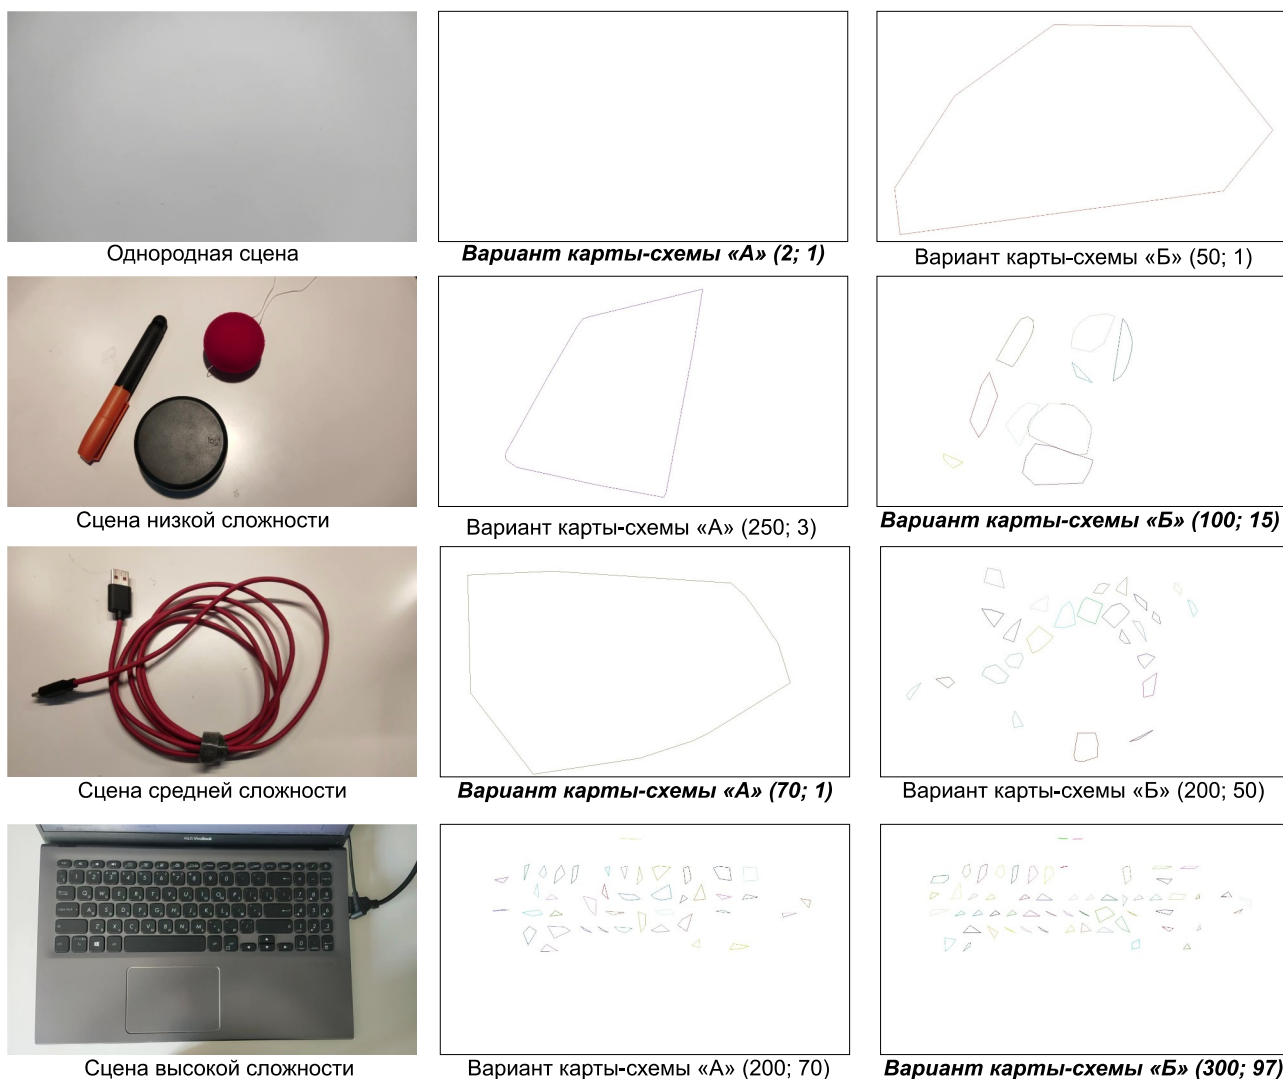 Однородная сцена
Вариант карты-схемы «А» (2; 1)
Вариант карты-схемы «Б» (50; 1)
Сцена низкой сложности
Вариант карты-схемы «А» (250; 3)
Вариант карты-схемы «Б» (100; 15)
Сцена средней сложности
Вариант карты-схемы «А» (70; 1)
Вариант карты-схемы «Б» (200; 50)
Сцена высокой сложности
Вариант карты-схемы «А» (200; 70)
Вариант карты-схемы «Б» (300; 97)